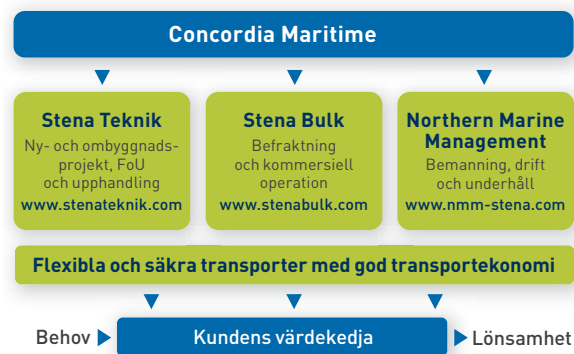 Concordia Maritime
Stena Teknik
Ny- och ombyggnads-
projekt, FoU
och upphandling
www.stenateknik.com
Stena Bulk
Befraktning
och kommersiell
operation
www.stenabulk.com
Northern Marine
Management
Bemanning, drift
och underhåll
www.nmm-stena.com
Flexibla och säkra transporter med god transportekonomi
Behov
Kundens värdekedja
Lönsamhet